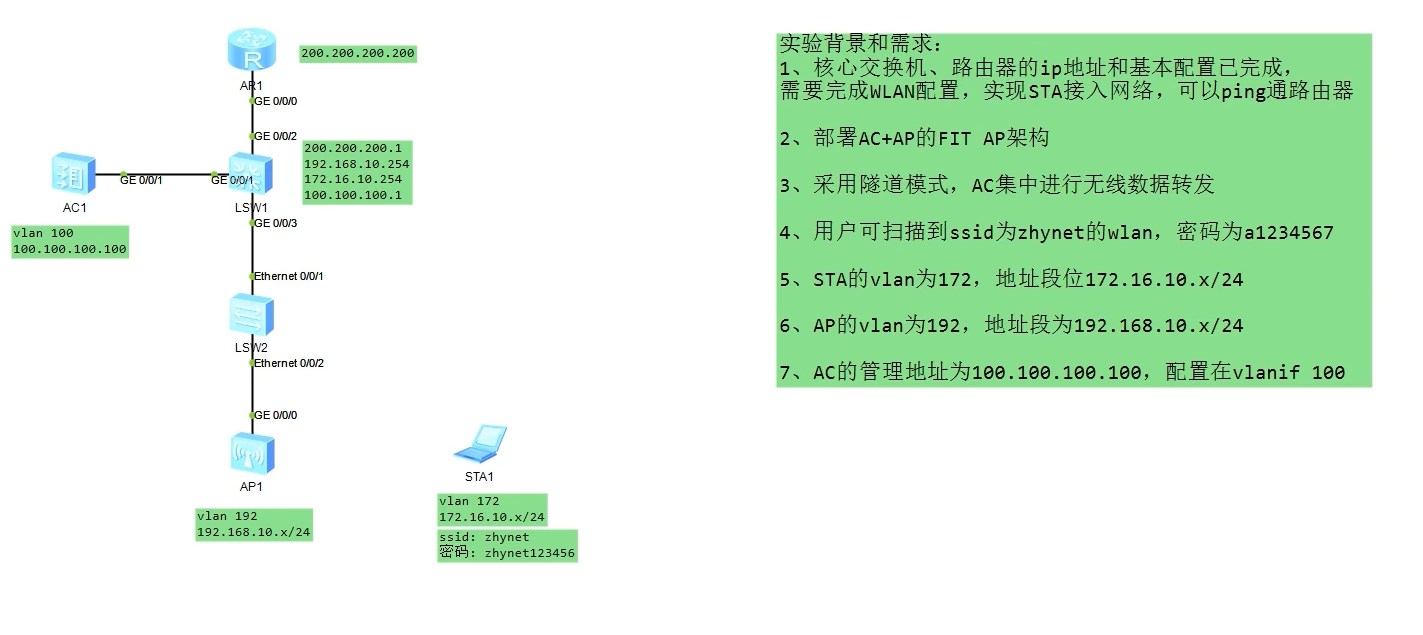 200.200.200.200
R
AR1
GE 0/0/0
GE 0/0/2
200.200.200.1
192.168.10.254
172.16.10.254
100.100.100.1
GE 0/0/1
GE 0/0/1
AC1
LSW1
GE 0/0/3
vlan 100
100.100.100.100
Ethernet 0/0/1
LSW2
Ethernet 0/0/2
GE 0/0/0
AP1
STA1
vlan 192
192.168.10.x/24
vlan 172
172.16.10.x/24
ssid: zhynet
密码: zhynet123456
实验背景和需求:
1、核心交换机、路由器的ip地址和基本配置已完成,
需要完成WLAN配置,实现STA接入网络,可以ping通路由器
2、部署AC+AP的FIT AP架构
3、采用隧道模式,AC集中进行无线数据转发
4、用户可扫描到ssid为zhynet的wlan,密码为a1234567
5、STA的vlan为172,地址段位172.16.10.x/24
6、AP的vlan为192,地址段为192.168.10.x/24
7、AC的管理地址为100.100.100.100,配置在vlanif 100